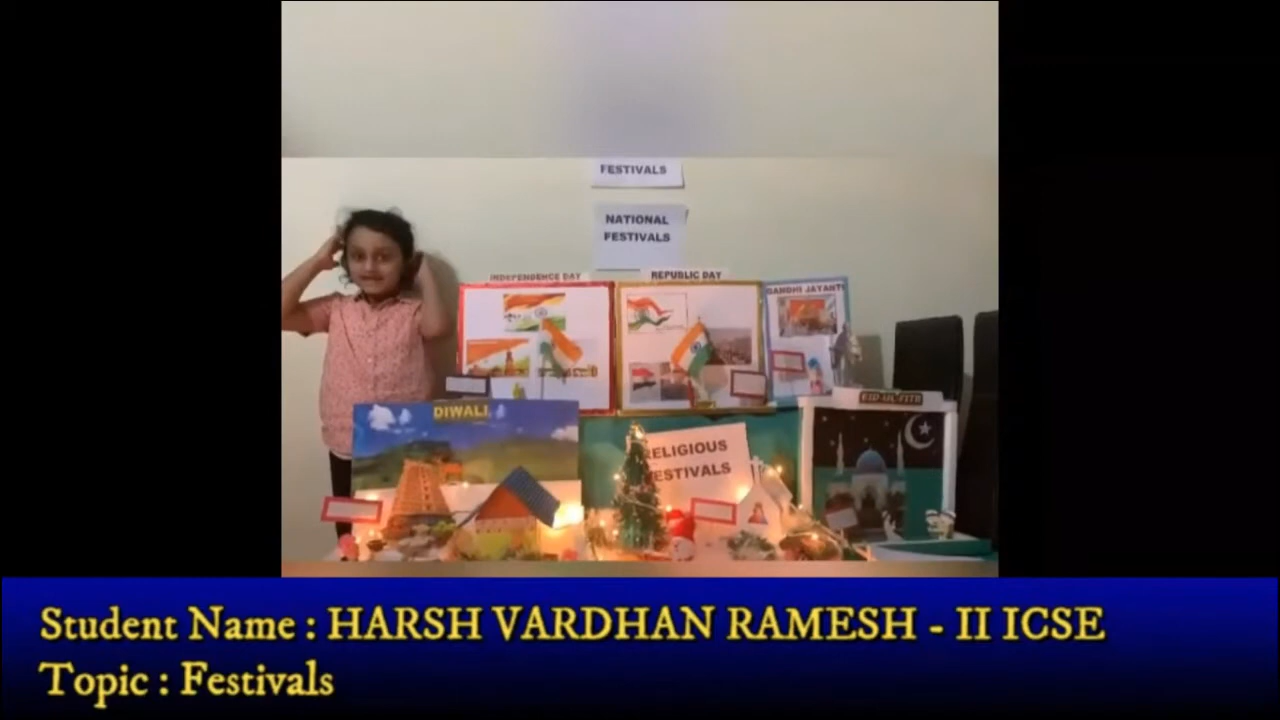 FESTIVALS
NATIONAL
FESTIVALS
INDEPENDENCE DAY
REPUBLIC DAY
GANDHI JAYANTI
DIWALI
EID-UL-FITR
RELIGIOUS
FESTIVALS
Student Name : HARSH VARDHAN RAMESH - II ICSE
Topic : Festivals